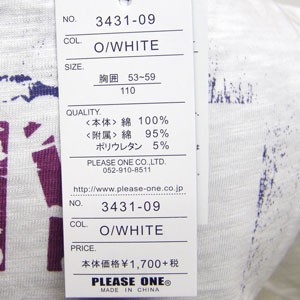 NO. 3431-09
COL. O/WHITE
SIZE.
胸囲 53~59
110
QUALITY.
〈本体〉綿 100%
〈附属〉綿 95%
ポリウレタン 5%
PLEASE ONE CO.,LTD.
052-910-8511
http://www.please-one.co.jp
NO. 3431-09
COL. O/WHITE
PRICE.
本体価格¥1,700+税
PLEASE ONE®
MADE IN CHINA